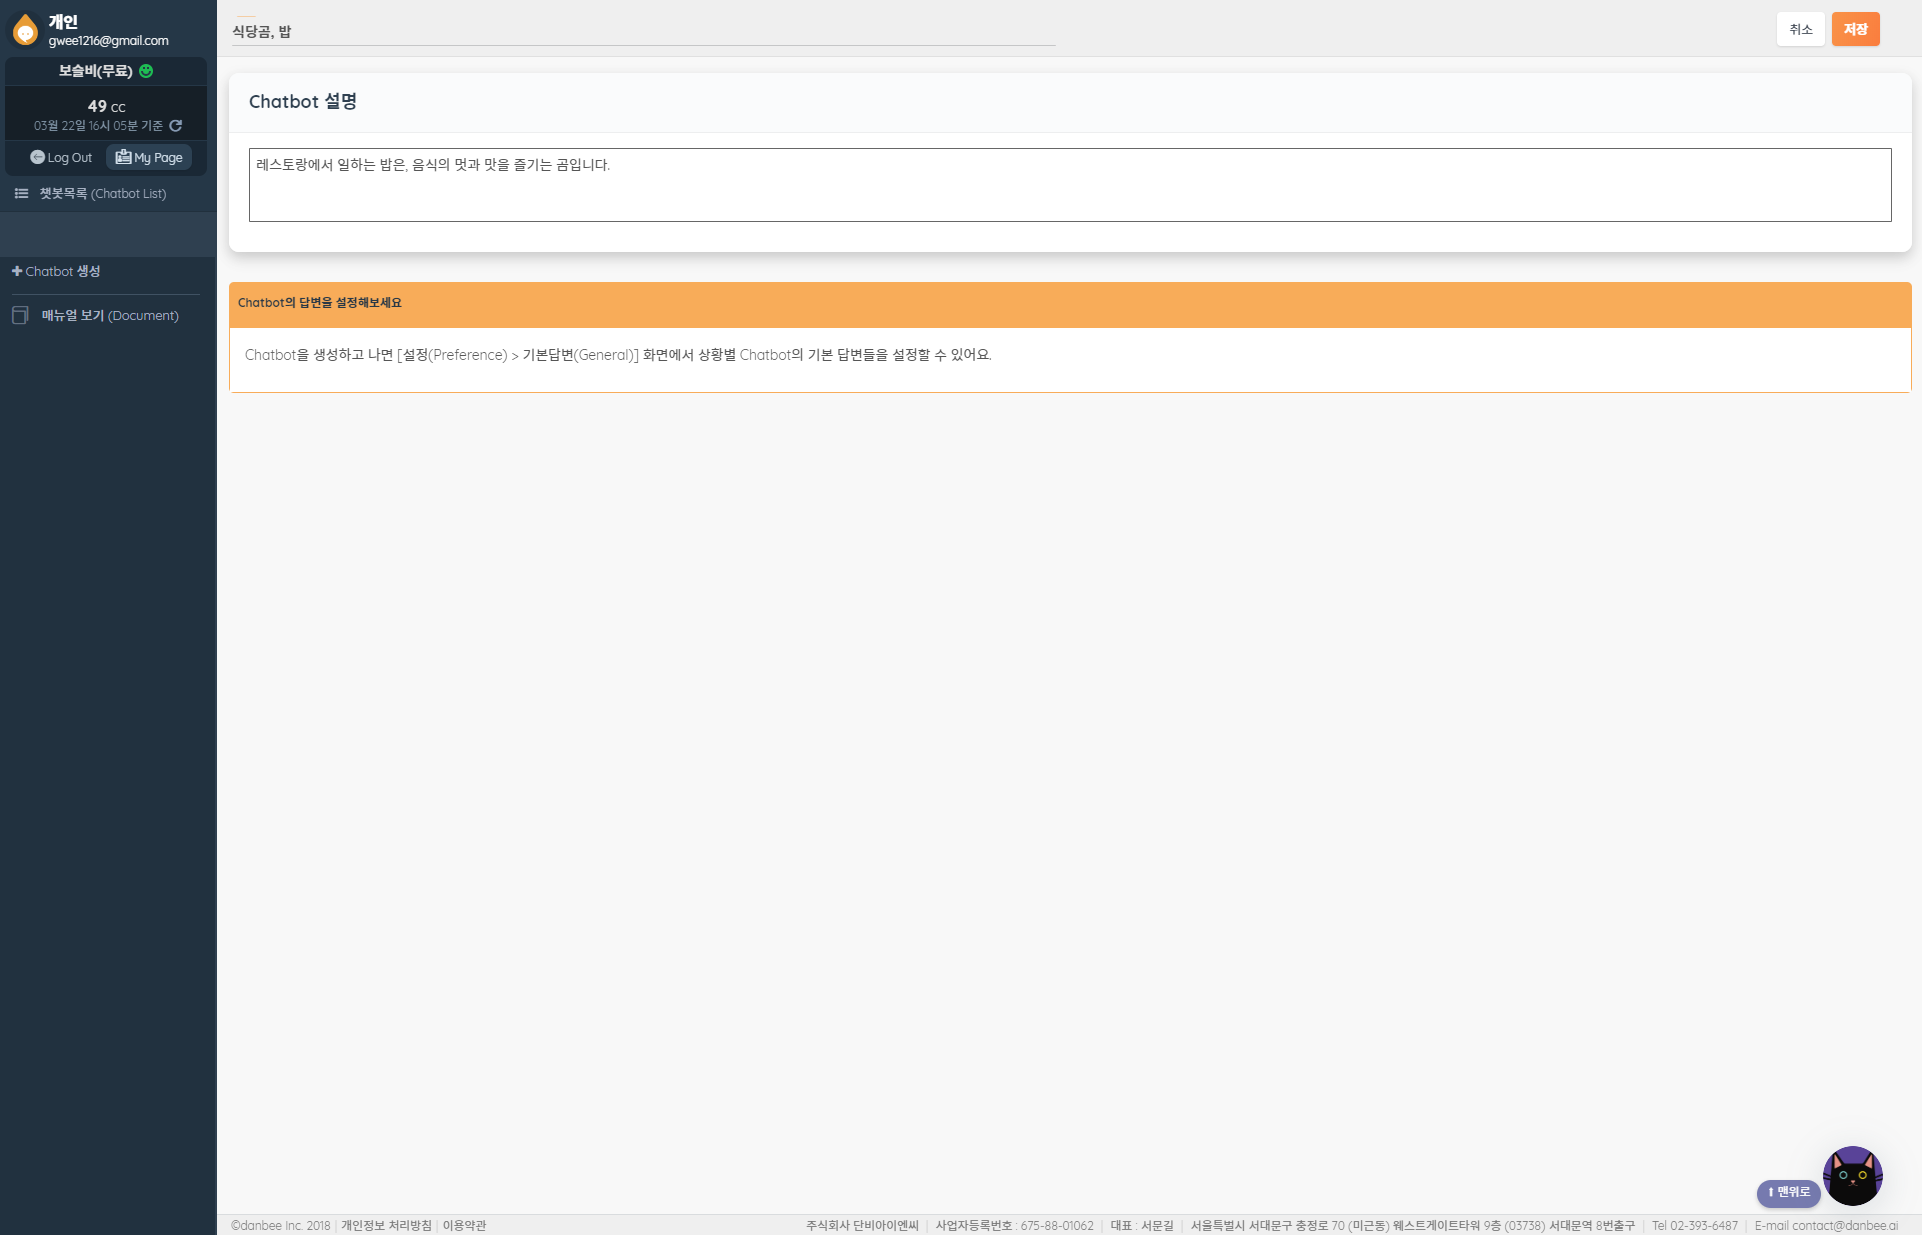 개인
gwee1216@gmail.com
보슬비(무료)
49 CC
03월 22일 16시 05분 기준
Log Out
My Page
챗봇목록 (Chatbot List)
Chatbot 생성
매뉴얼 보기 (Document)
식당곰, 밥
취소
저장
Chatbot 설명
레스토랑에서 일하는 밥은, 음식의 멋과 맛을 즐기는 곰입니다.
Chatbot의 답변을 설정해보세요
Chatbot을 생성하고 나면 [설정(Preference) > 기본답변(General)] 화면에서 상황별 Chatbot의 기본 답변들을 설정할 수 있어요.
맨위로
©danbee Inc. 2018 | 개인정보 처리방침 | 이용약관
주식회사 단비아이엔씨 | 사업자등록번호 : 675-88-01062 | 대표 : 서문길 | 서울특별시 서대문구 충정로 70 (미근동) 웨스트게이트타워 9층 (03738) 서대문역 8번출구 | Tel 02-393-6487 | E-mail contact@danbee.ai